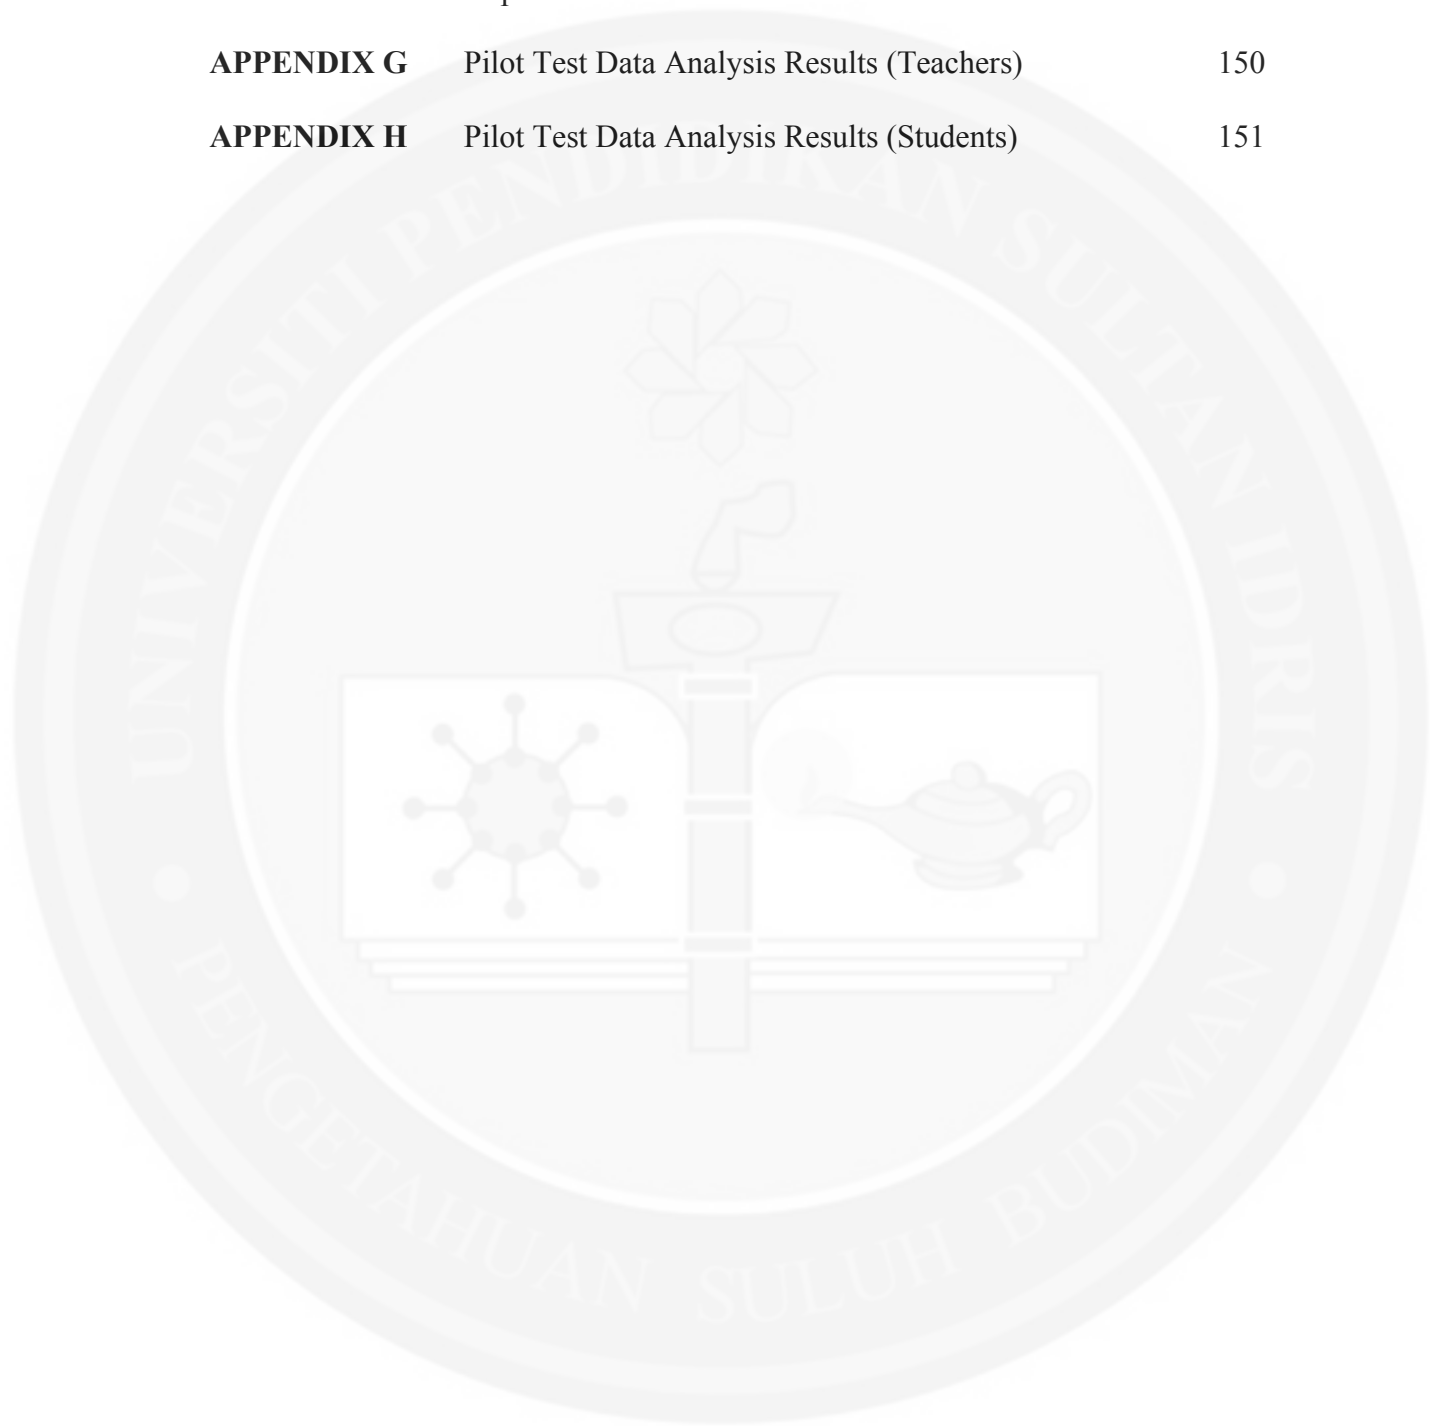 APPENDIX G Pilot Test Data Analysis Results (Teachers) 150
APPENDIX H Pilot Test Data Analysis Results (Students) 151
UNIVERSITI PENDIDIKAN SULTAN IDRIS
PENGETAHUAN SULUH BUDIMAN